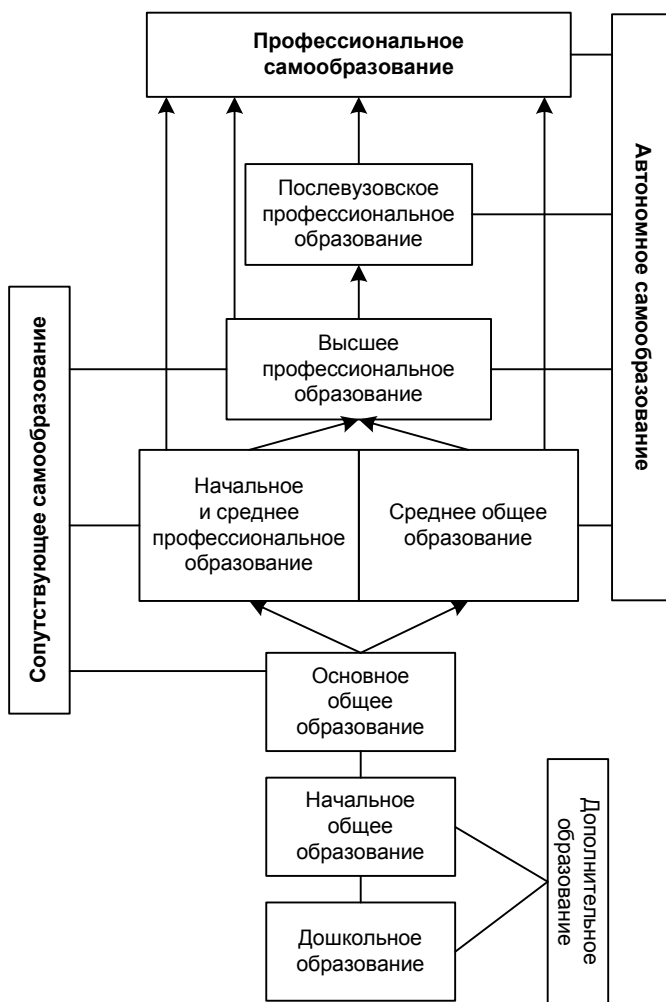 Профессиональное
самообразование
Послевузовское
профессиональное
образование
Автономное самообразование
Высшее
профессиональное
образование
Сопутствующее самообразование
Начальное
и среднее
профессиональное
образование
Среднее общее
образование
Основное
общее
образование
Начальное
общее
образование
Дополнительное
образование
Дошкольное
образование